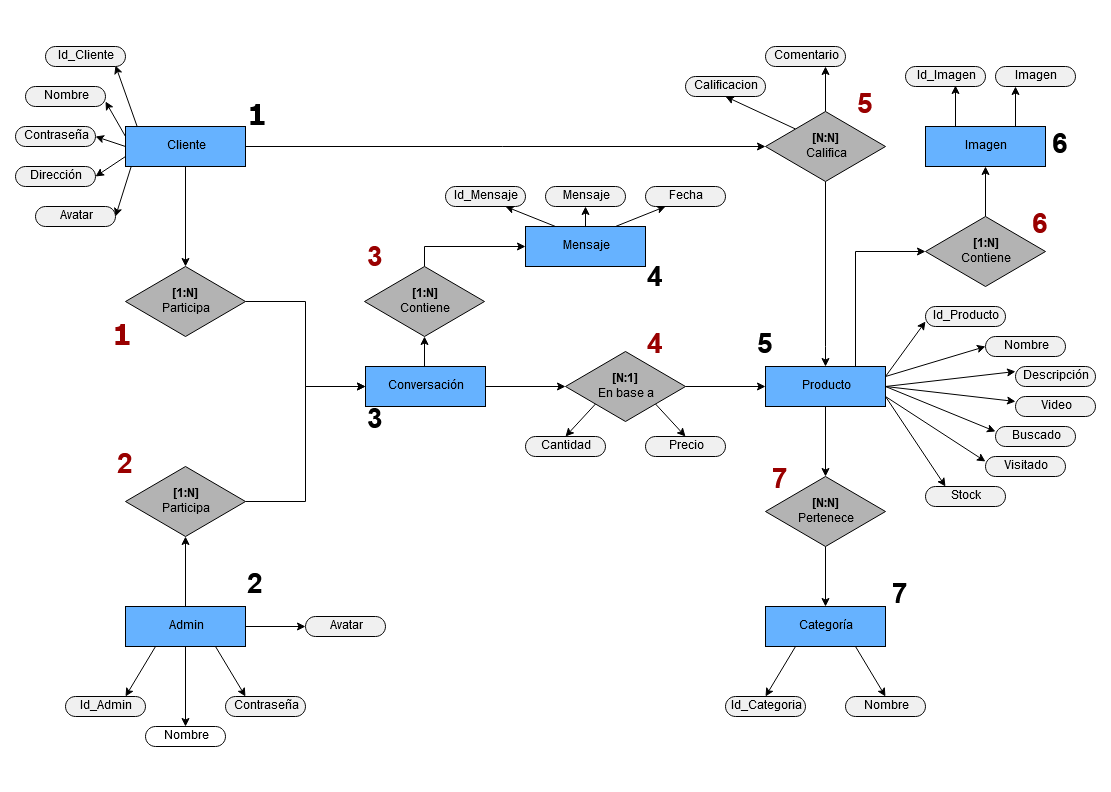 Id_Cliente
Nombre
Contraseña
Dirección
Avatar
Cliente
1
[1:N]
Participa
1
Comentario
Calificacion
5
[N:N]
Califica
Id_Imagen
Imagen
Imagen
6
6
[1:N]
Contiene
Id_Mensaje
Mensaje
Fecha
Mensaje
4
3
[1:N]
Contiene
Conversación
3
4
[N:1]
En base a
Cantidad
Precio
5
Producto
Id_Producto
Nombre
Descripción
Video
Buscado
Visitado
Stock
2
[1:N]
Participa
2
Admin
Avatar
Id_Admin
Contraseña
Nombre
7
[N:N]
Pertenece
7
Categoría
Id_Categoria
Nombre